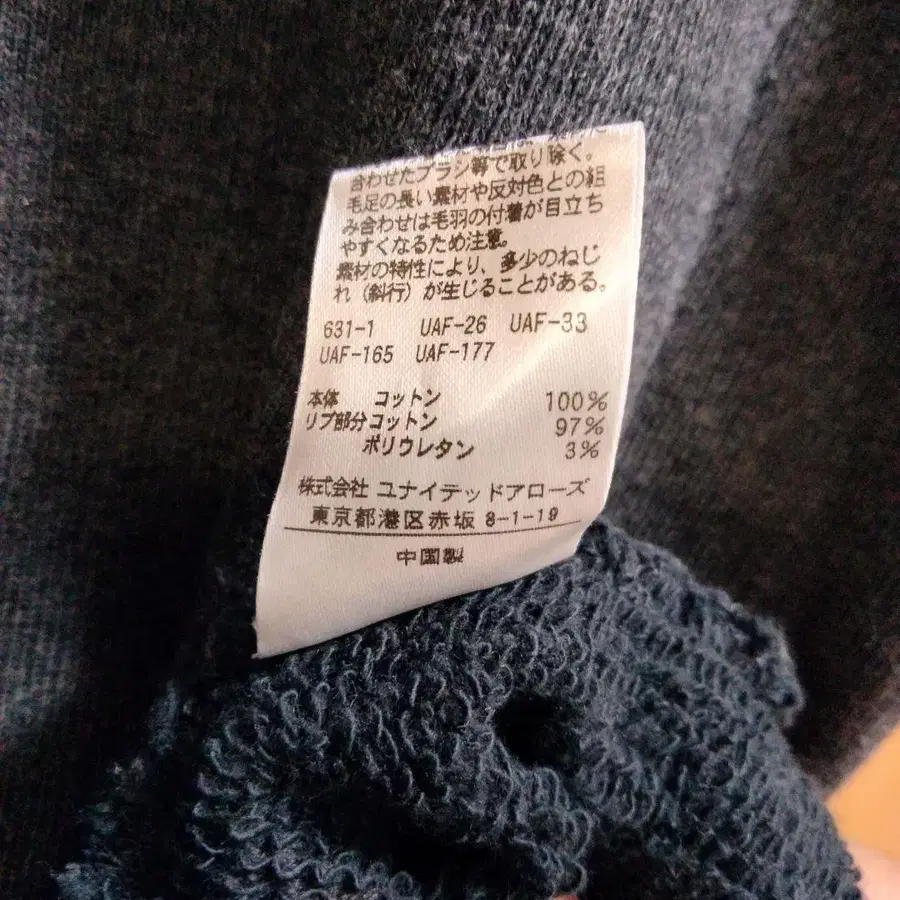 合わせたブラシ等で取り除く。
毛足の長い素材や反対色との組
み合わせは毛羽の付着が目立ち
やすくなるため注意。
素材の特性により、多少のねじ
れ（斜行）が生じることがある。
631-1 UAF-26 UAF-33
UAF-165 UAF-177
本体 コットン 100%
リブ部分コットン 97%
ポリウレタン 3%
株式会社 ユナイテッドアローズ
東京都港区赤坂 8-1-19
中国製